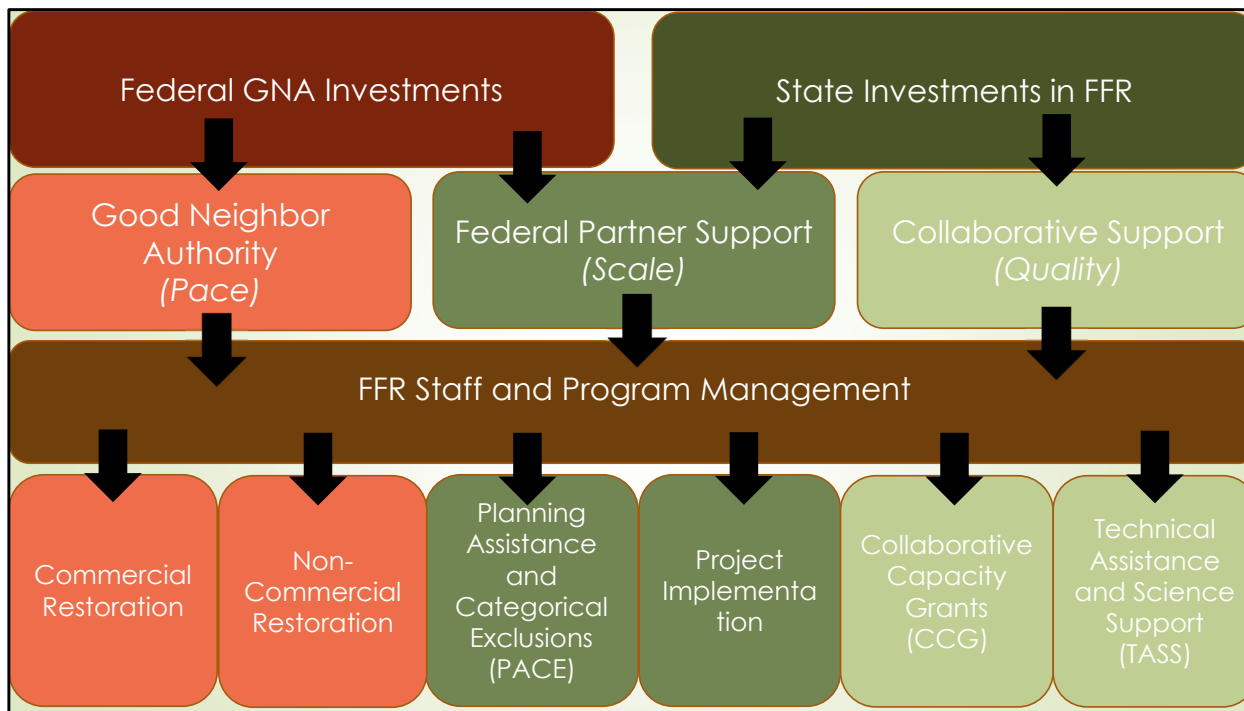 Federal GNA Investments
State Investments in FFR
Good Neighbor
Authority
(Pace)
Federal Partner Support
(Scale)
Collaborative Support
(Quality)
FFR Staff and Program Management
Commercial
Restoration
Non-
Commercial
Restoration
Planning
Assistance
and
Categorical
Exclusions
(PACE)
Project
Implementa
tion
Collaborative
Capacity
Grants
(CCG)
Technical
Assistance
and Science
Support
(TASS)